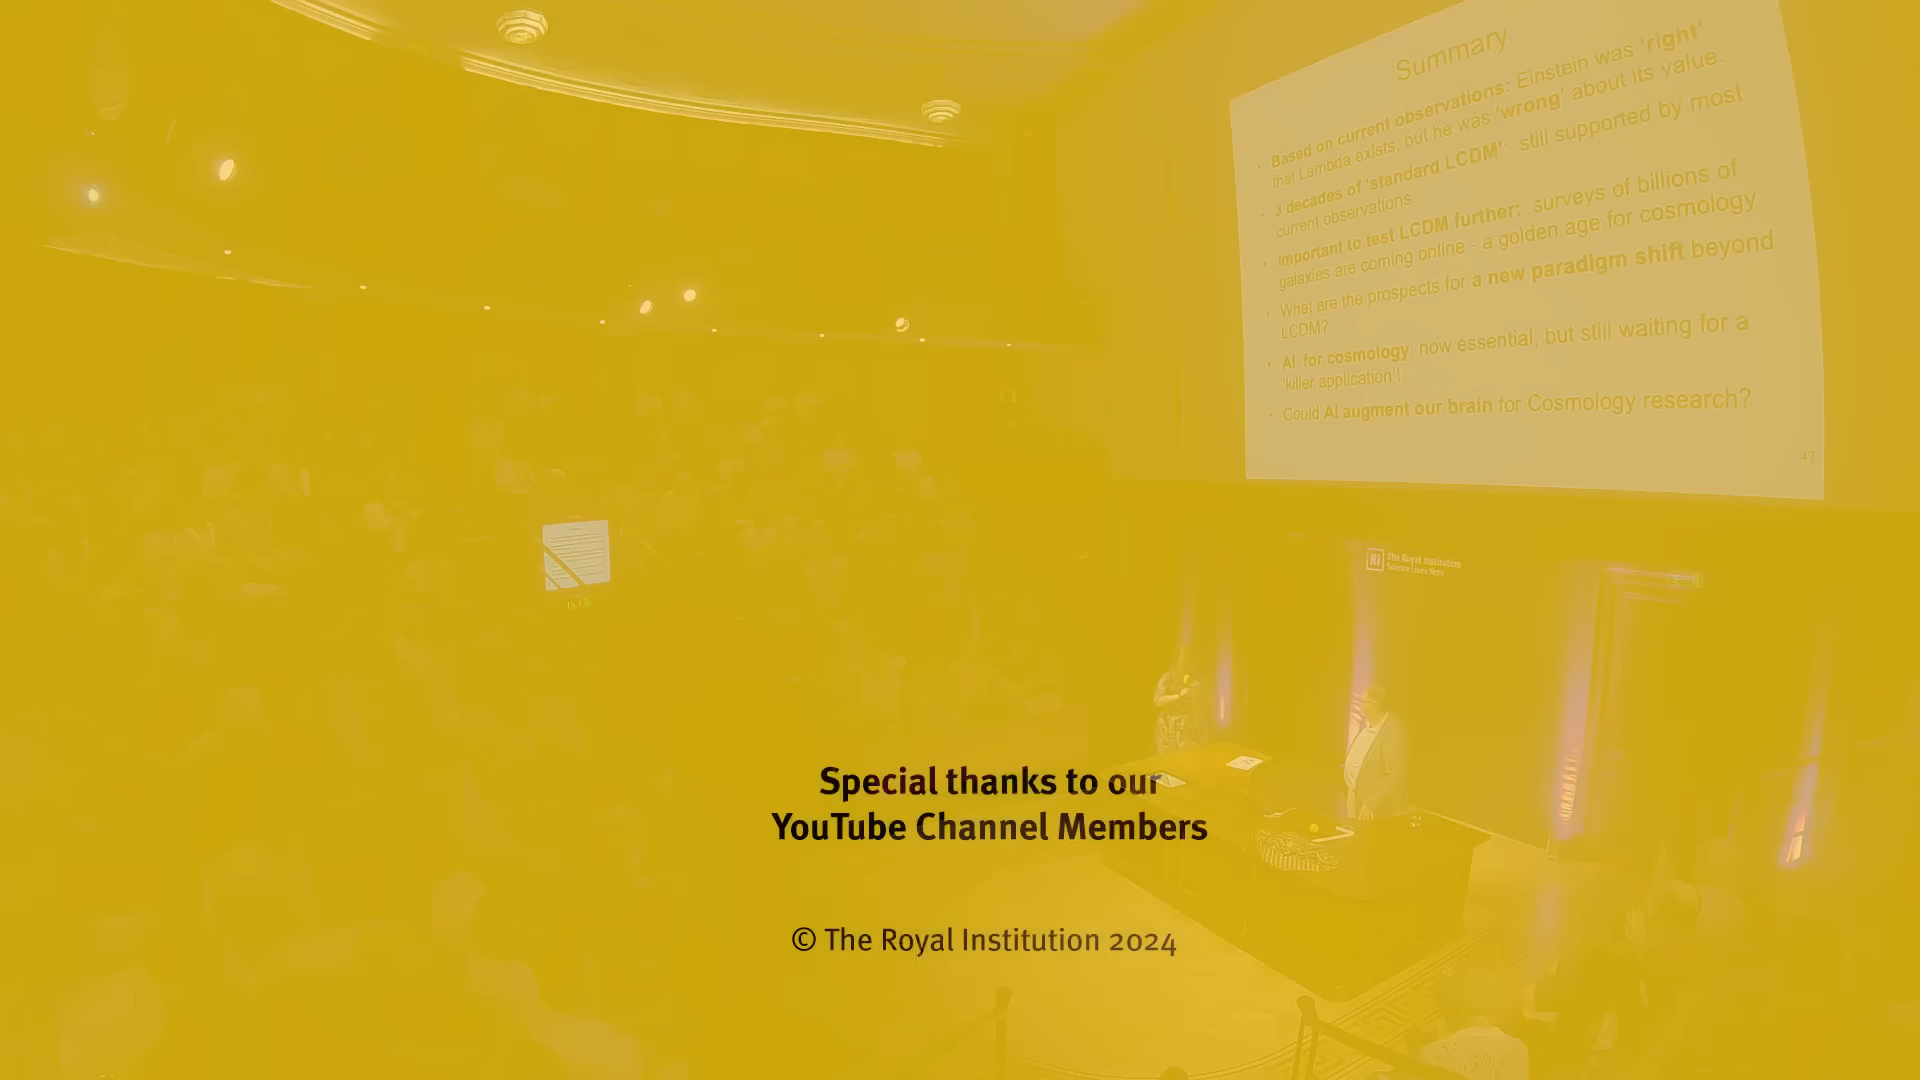 Summary
· Based on current observations: EInstein was 'right'
that Lambda exists, but he was 'wrong' about its value.
· 3 decades of 'standard LCDM': still supported by most
current observations
· Important to test LCDM further: surveys of billions of
galaxies are coming online - a golden age for cosmology
· What are the prospects for a new paradigm shift beyond
LCDM?
· AI for cosmology: now essential, but still waiting for a
'killer application'!
· Could AI augment our brain for Cosmology research?
47
Ri
The Royal Institution
Science Lives Here
Special thanks to our
YouTube Channel Members
© The Royal Institution 2024